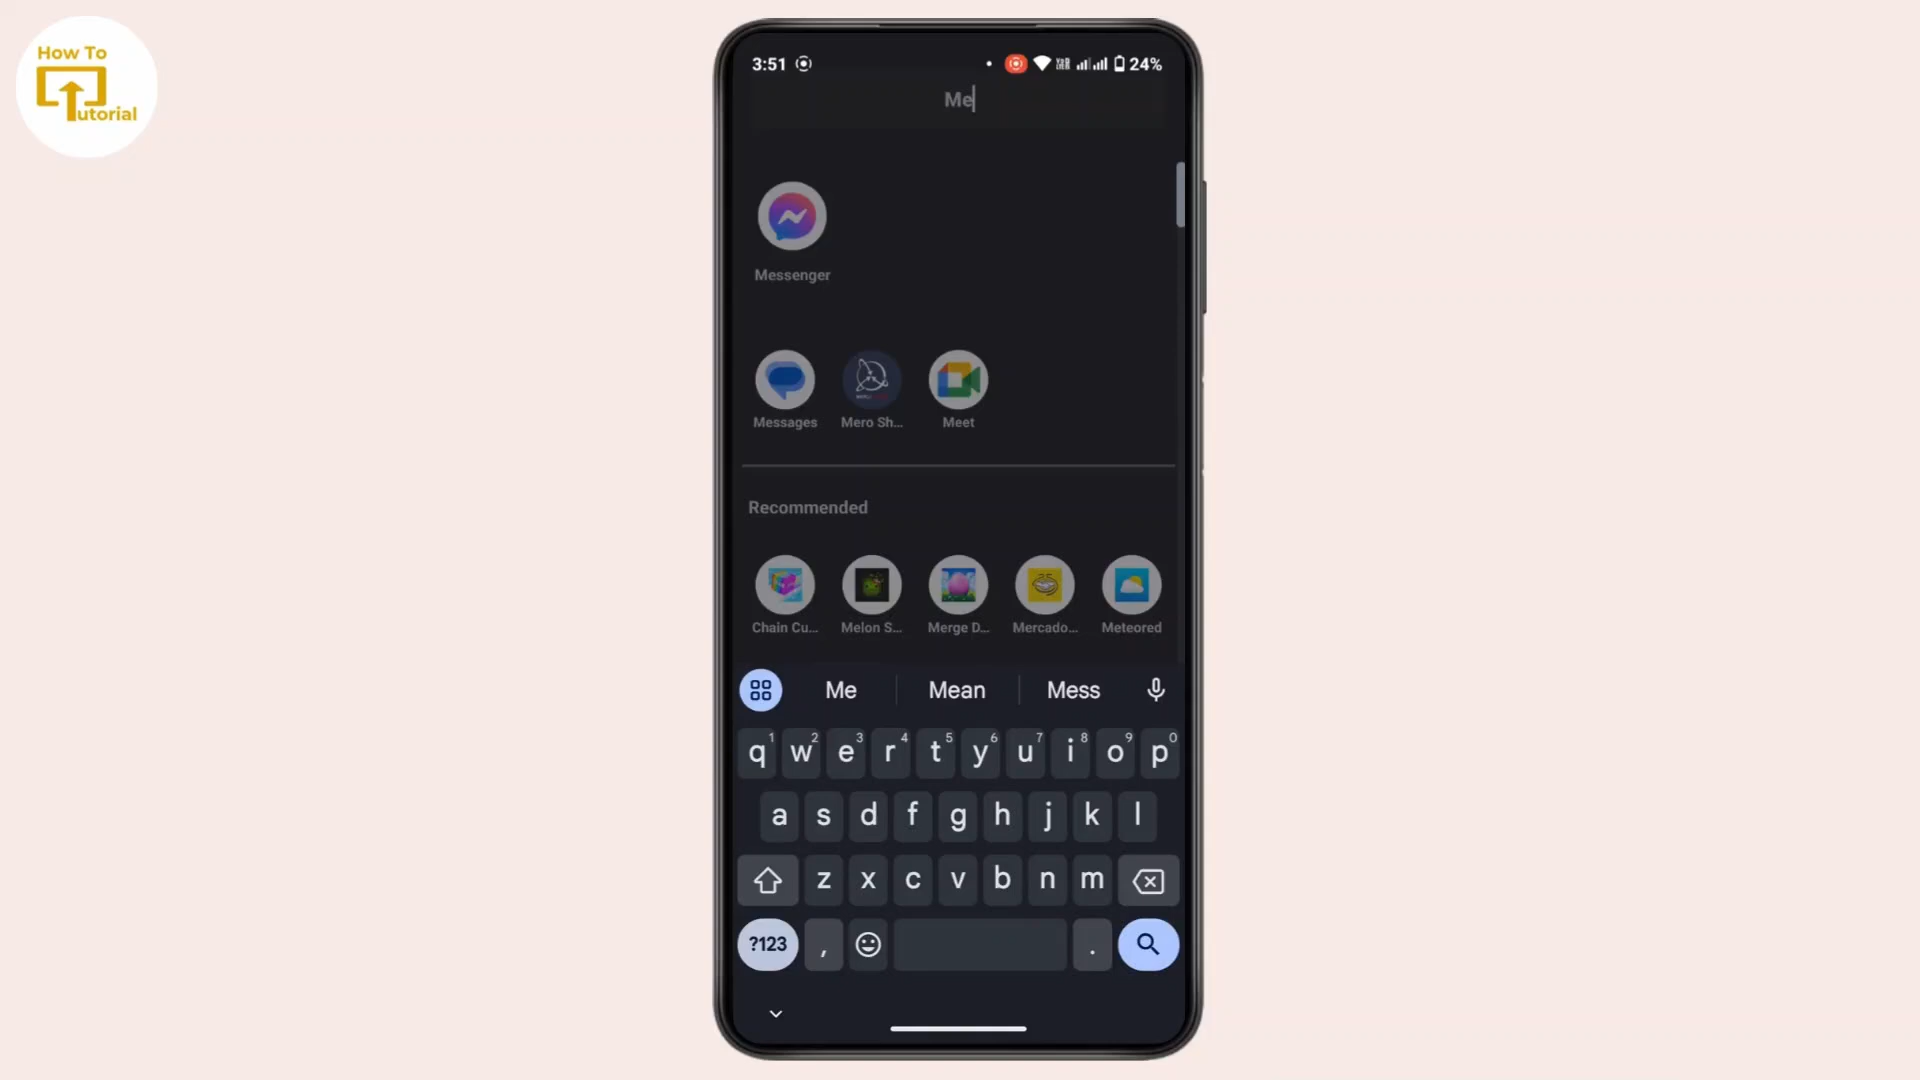 How To
Tutorial
3:51
24%
Me
Messenger
Messages Mero Sh... Meet
Recommended
Chain Cu... Melon S... Merge D... Mercado... Meteored
Me Mean Mess
q1 w2 e3 r4 t5 y6 u7 i8 o9 p0
a s d f g h j k l
z x c v b n m
?123 , .